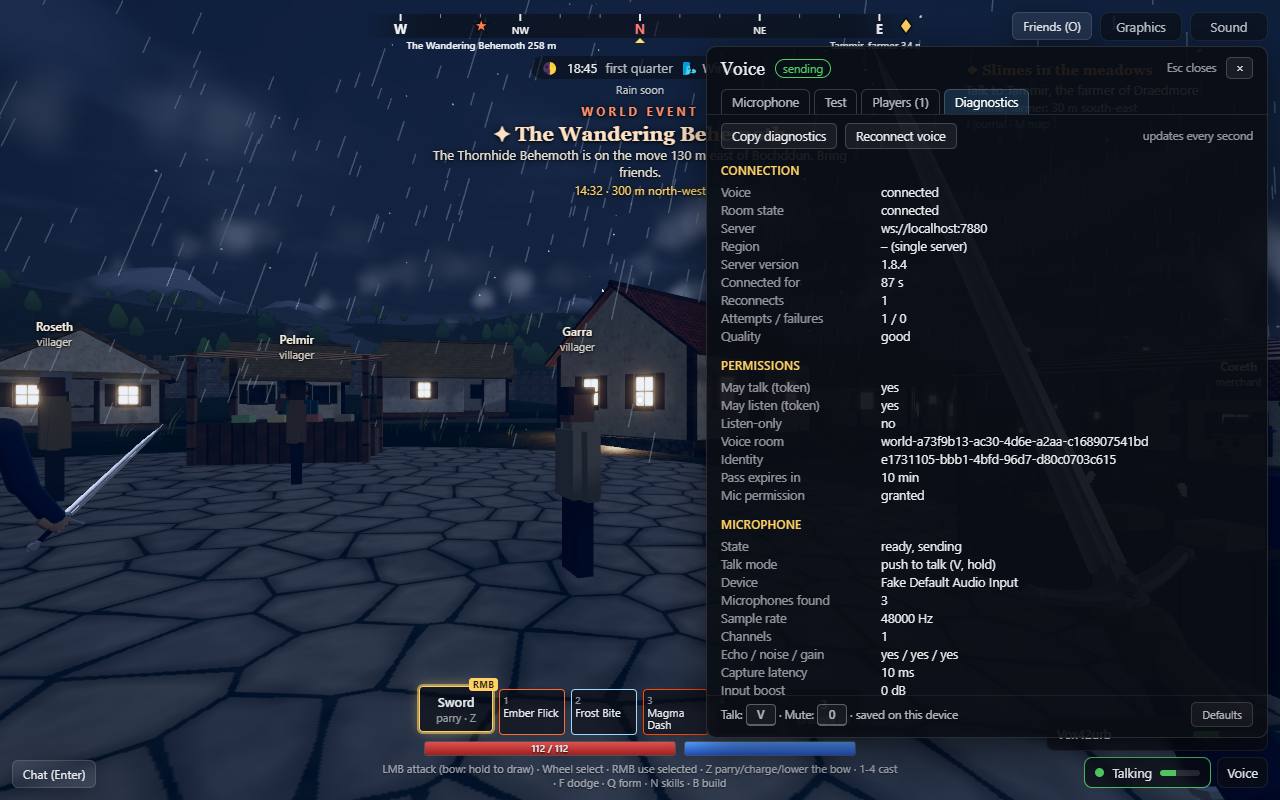 W NW N NE E
The Wandering Behemoth 258 m
Friends (O) Graphics Sound
18:45 first quarter
Rain soon
WORLD EVENT
✦ The Wandering
The Thornhide Behemoth is on the move 130 m east of Bochdun. Bring
friends.
14:32 · 300 m north-west
Roseth
villager
Pelmir
villager
Garra
villager
Voice sending Esc closes ×
✦ Slimes in the meadows
Microphone Test Players (1) Diagnostics
Copy diagnostics Reconnect voice updates every second
CONNECTION
Voice connected
Room state connected
Server ws://localhost:7880
Region – (single server)
Server version 1.8.4
Connected for 87 s
Reconnects 1
Attempts / failures 1 / 0
Quality good
PERMISSIONS
May talk (token) yes
May listen (token) yes
Listen-only no
Voice room world-a73f9b13-ac30-4d6e-a2aa-c168907541bd
Identity e1731105-bbb1-4bfd-96d7-d80c0703c615
Pass expires in 10 min
Mic permission granted
Coreth
merchant
MICROPHONE
State ready, sending
Talk mode push to talk (V, hold)
Device Fake Default Audio Input
Microphones found 3
Sample rate 48000 Hz
Channels 1
Echo / noise / gain yes / yes / yes
Capture latency 10 ms
Input boost 0 dB
Talk: V · Mute: 0 · saved on this device Defaults
RMB
Sword
parry · Z
1
Ember Flick
2
Frost Bite
3
Magma
Dash
112 / 112
LMB attack (bow: hold to draw) · Wheel select · RMB use selected · Z parry/charge/lower the bow · 1-4 cast
· F dodge · Q form · N skills · B build
Chat (Enter)
Talking Voice